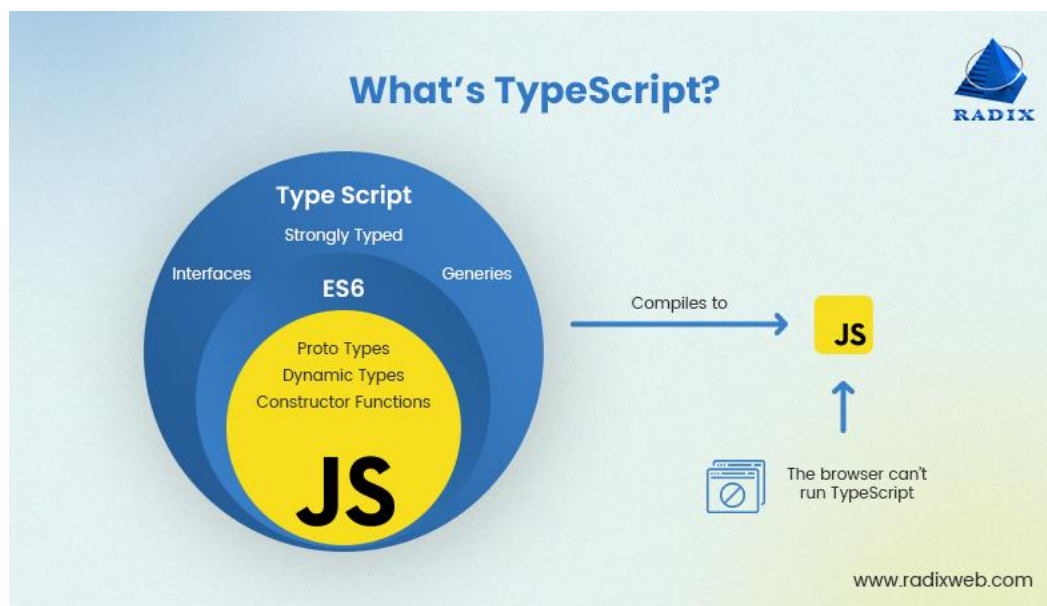 What's TypeScript?
RADIX
Type Script
Strongly Typed
Interfaces
Generies
ES6
Proto Types
Dynamic Types
Constructor Functions
JS
Compiles to
JS
The browser can't
run TypeScript
www.radixweb.com